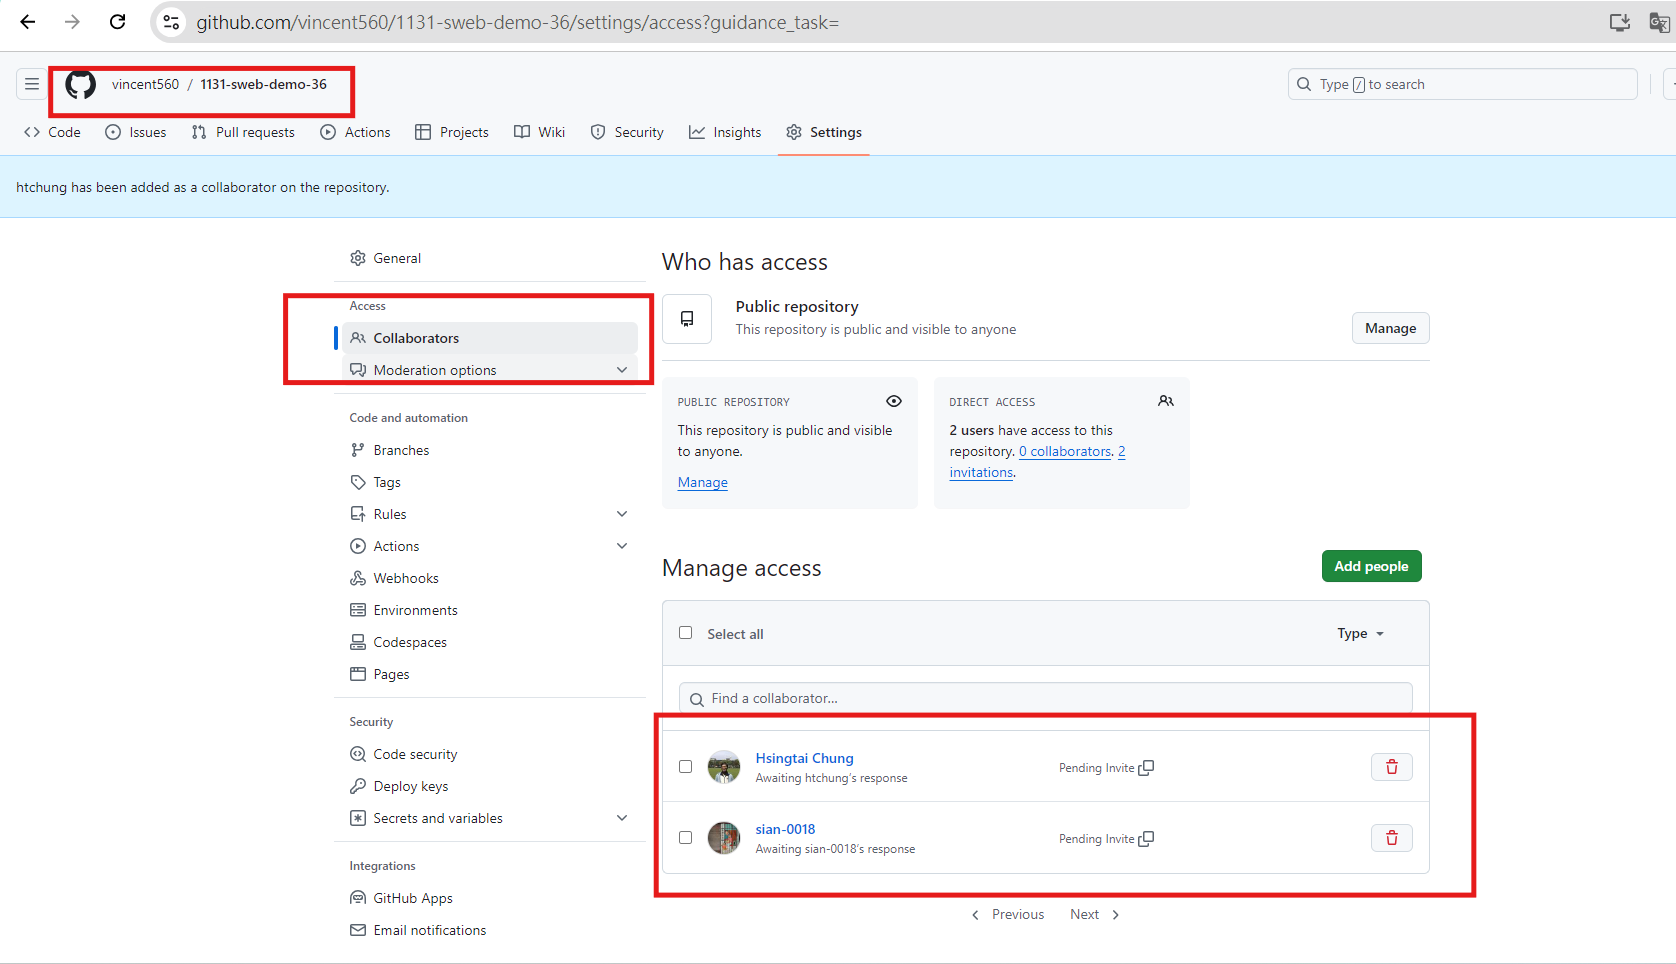 github.com/vincent560/1131-sweb-demo-36/settings/access?guidance_task=
vincent560 / 1131-sweb-demo-36
Type / to search
Code Issues Pull requests Actions Projects Wiki Security Insights Settings
htchung has been added as a collaborator on the repository.
General
Access
Collaborators
Moderation options
Code and automation
Branches
Tags
Rules
Actions
Webhooks
Environments
Codespaces
Pages
Security
Code security
Deploy keys
Secrets and variables
Integrations
GitHub Apps
Email notifications
Who has access
Public repository
This repository is public and visible to anyone
Manage
PUBLIC REPOSITORY
This repository is public and visible
to anyone.
Manage
DIRECT ACCESS
2 users have access to this
repository. 0 collaborators. 2
invitations.
Manage access
Add people
Select all
Type
Find a collaborator...
Hsingtai Chung
Awaiting htchung's response
Pending Invite
sian-0018
Awaiting sian-0018's response
Pending Invite
Previous Next